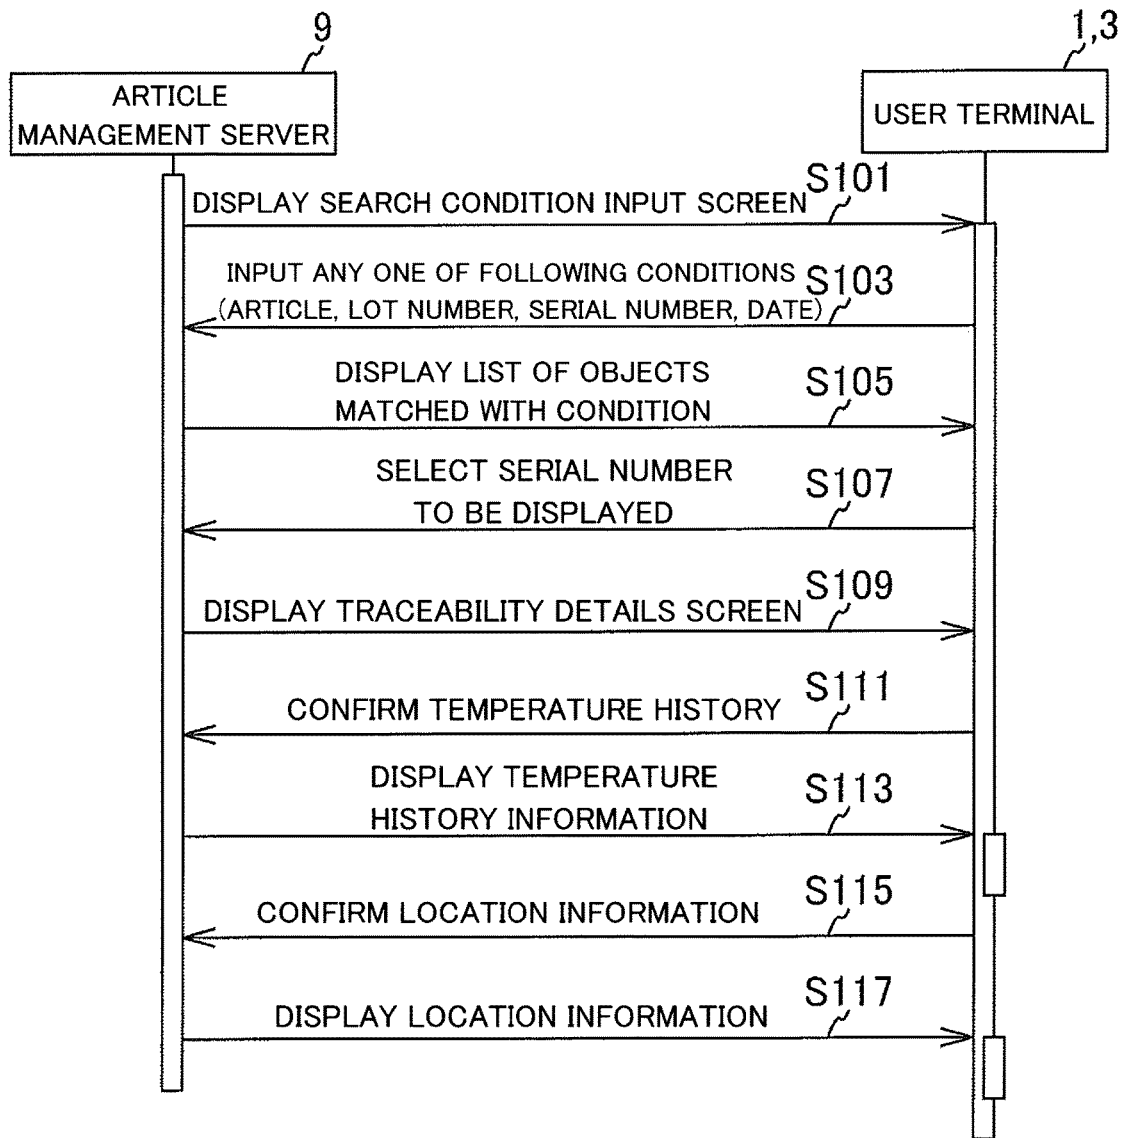 9
1,3
ARTICLE
MANAGEMENT SERVER
USER TERMINAL
S101
DISPLAY SEARCH CONDITION INPUT SCREEN
S103
INPUT ANY ONE OF FOLLOWING CONDITIONS
(ARTICLE, LOT NUMBER, SERIAL NUMBER, DATE)
S105
DISPLAY LIST OF OBJECTS
MATCHED WITH CONDITION
S107
SELECT SERIAL NUMBER
TO BE DISPLAYED
S109
DISPLAY TRACEABILITY DETAILS SCREEN
S111
CONFIRM TEMPERATURE HISTORY
S113
DISPLAY TEMPERATURE
HISTORY INFORMATION
S115
CONFIRM LOCATION INFORMATION
S117
DISPLAY LOCATION INFORMATION